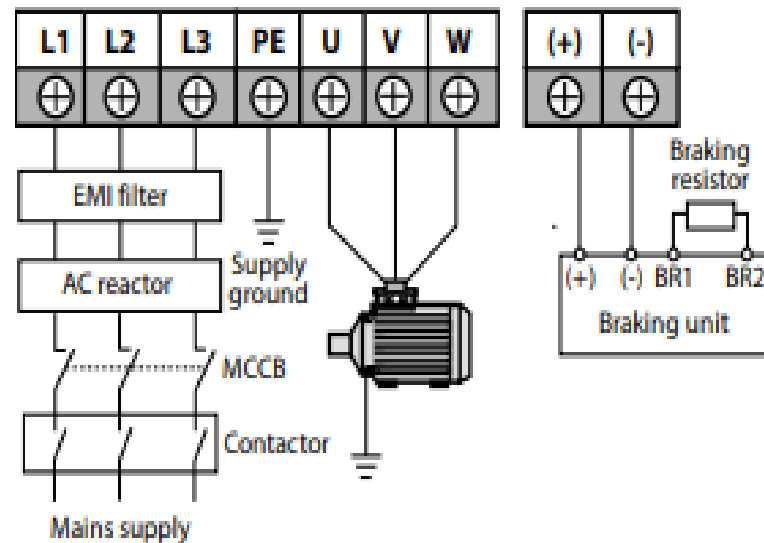 L1 L2 L3 PE U V W (+) (-)
Braking
resistor
EMI filter
Supply
ground
AC reactor
(+) (-) BR1 BR2
Braking unit
MCCB
Contactor
Mains supply